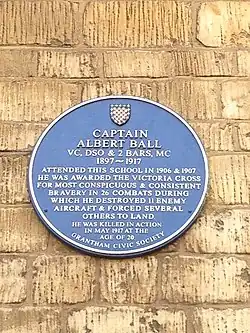 CAPTAIN
ALBERT BALL
VC, DSO & 2 BARS, MC
1897~1917
ATTENDED THIS SCHOOL IN 1906 & 1907
HE WAS AWARDED THE VICTORIA CROSS
FOR MOST CONSPICUOUS & CONSISTENT
BRAVERY IN 26 COMBATS DURING
WHICH HE DESTROYED 11 ENEMY
AIRCRAFT & FORCED SEVERAL
OTHERS TO LAND
HE WAS KILLED IN ACTION
IN MAY 1917 AT THE
AGE OF 20
GRANTHAM CIVIC SOCIETY